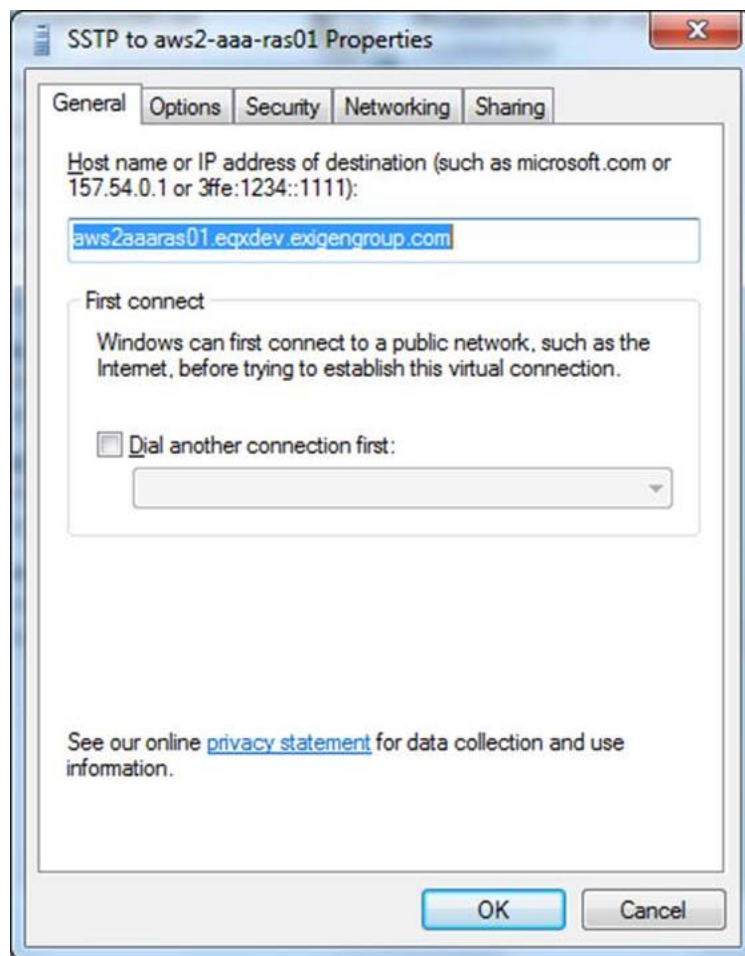 SSTP to aws2-aaa-ras01 Properties
General Options Security Networking Sharing
Host name or IP address of destination (such as microsoft.com or
157.54.0.1 or 3ffe:1234::1111):
aws2aaaras01.eqxdev.exigengroup.com
First connect
Windows can first connect to a public network, such as the
Internet, before trying to establish this virtual connection.
Dial another connection first:
See our online privacy statement for data collection and use
information.
OK Cancel